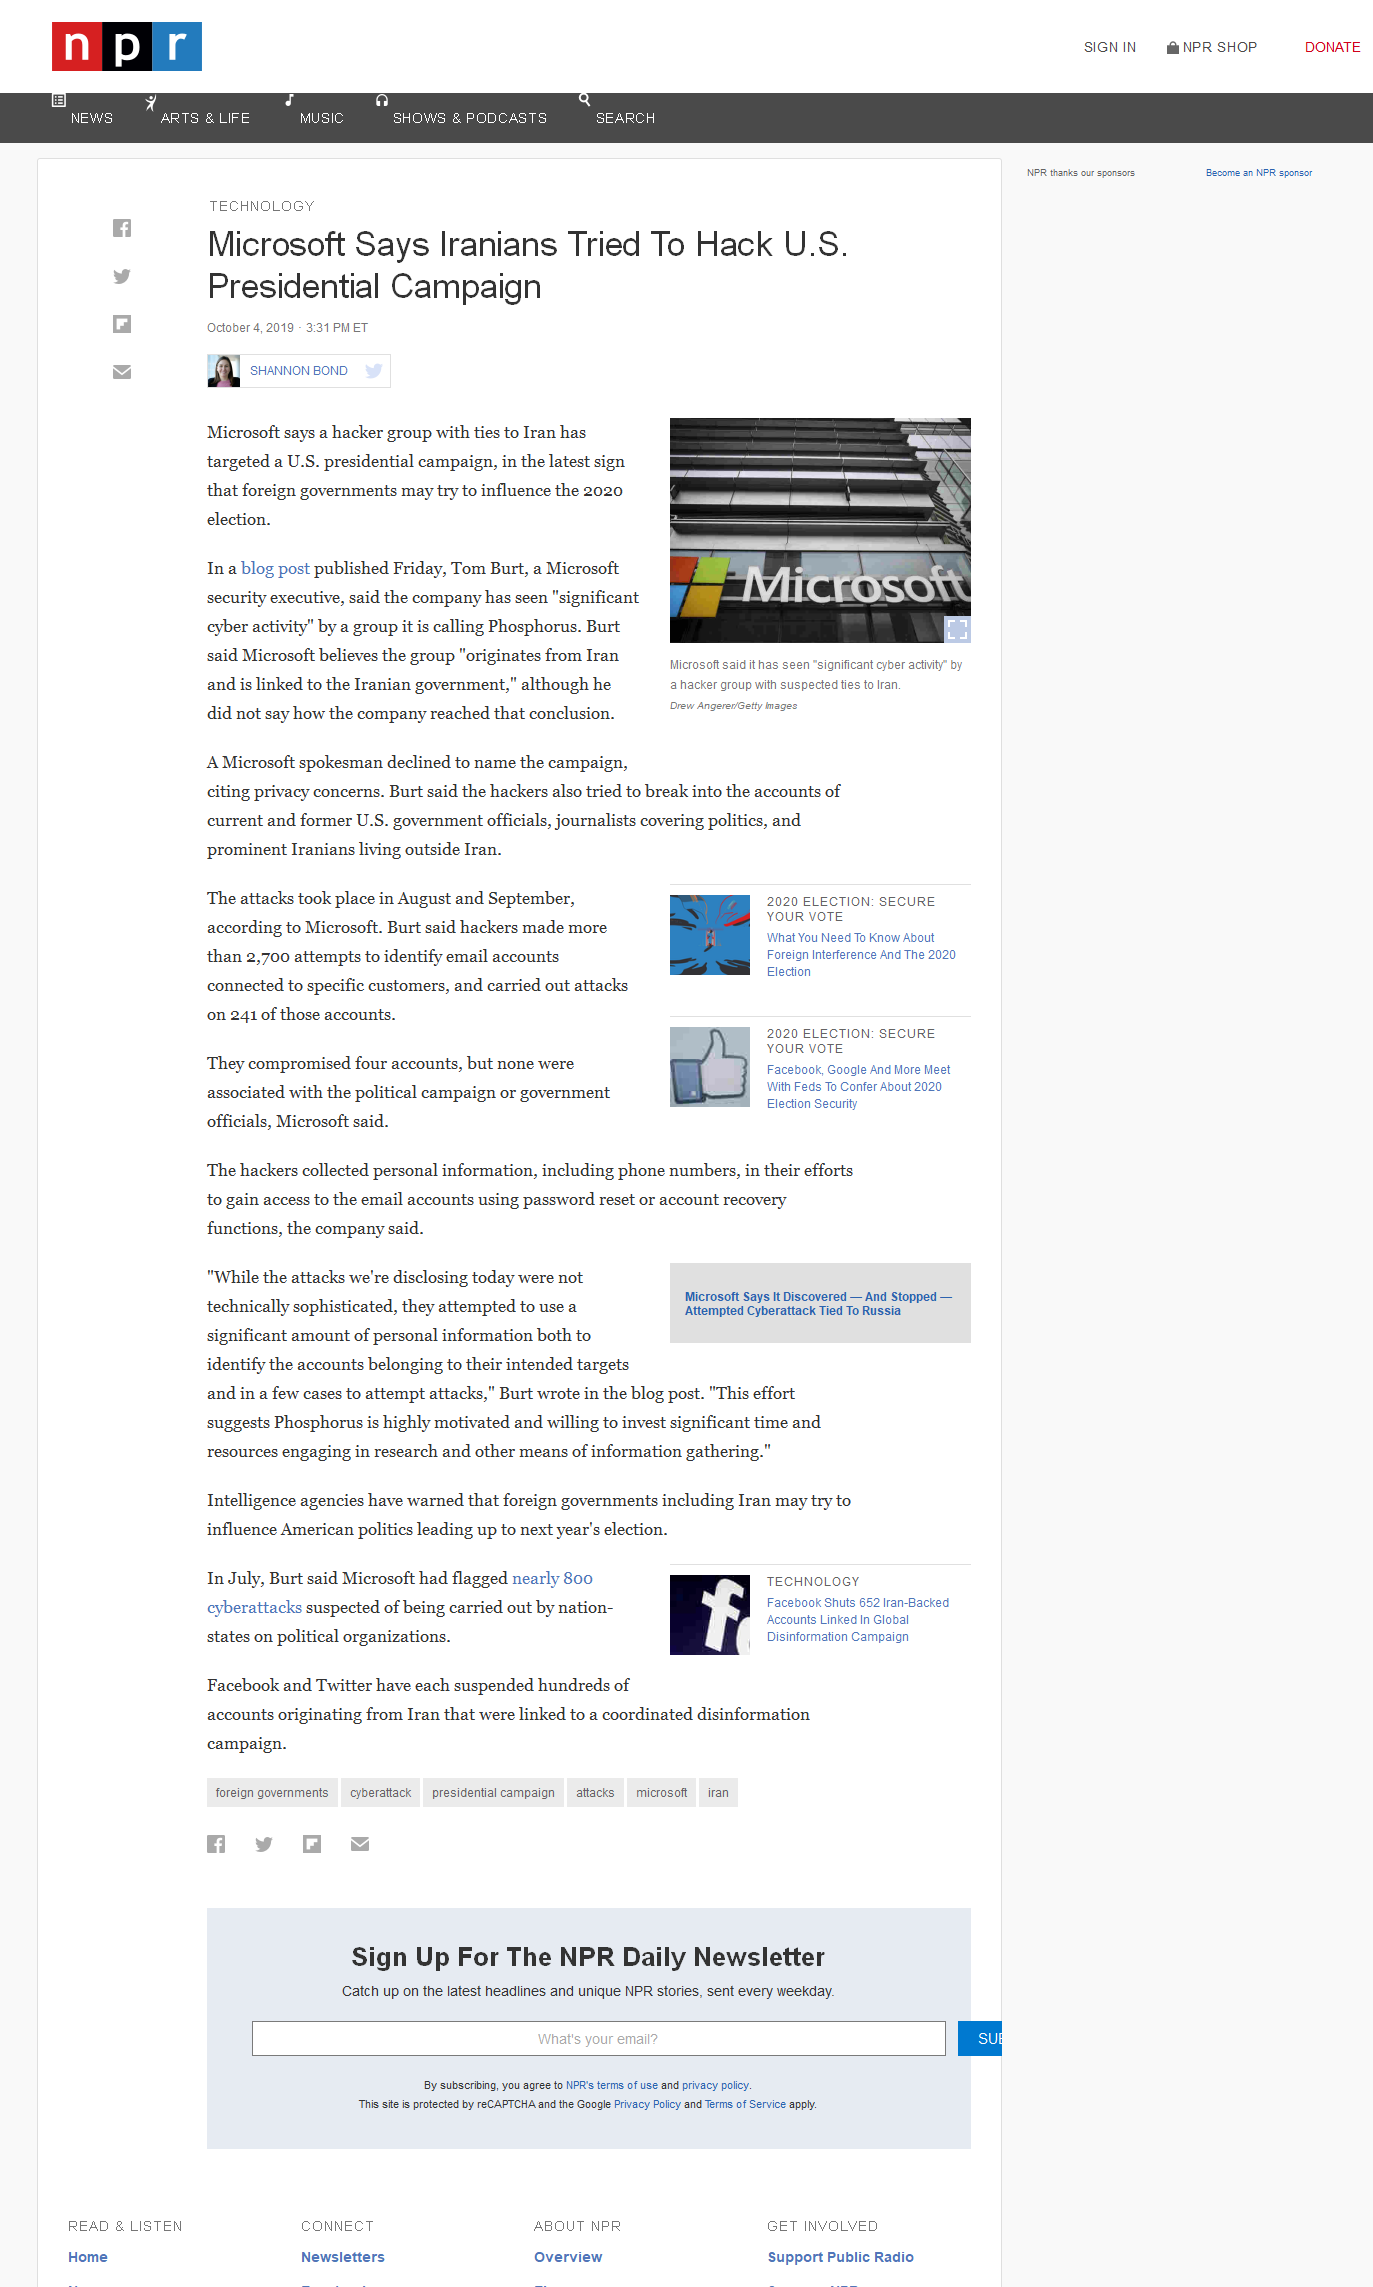 npr
SIGN IN
NPR SHOP
DONATE
NEWS
ARTS & LIFE
MUSIC
SHOWS & PODCASTS
SEARCH
NPR thanks our sponsors
Become an NPR sponsor
TECHNOLOGY
Microsoft Says Iranians Tried To Hack U.S.
Presidential Campaign
October 4, 2019 · 3:31 PM ET
SHANNON BOND
Microsoft says a hacker group with ties to Iran has
targeted a U.S. presidential campaign, in the latest sign
that foreign governments may try to influence the 2020
election.
Microsoft
Microsoft said it has seen "significant cyber activity" by
a hacker group with suspected ties to Iran.
Drew Angerer/Getty Images
In a blog post published Friday, Tom Burt, a Microsoft
security executive, said the company has seen "significant
cyber activity" by a group it is calling Phosphorus. Burt
said Microsoft believes the group "originates from Iran
and is linked to the Iranian government," although he
did not say how the company reached that conclusion.
A Microsoft spokesman declined to name the campaign,
citing privacy concerns. Burt said the hackers also tried to break into the accounts of
current and former U.S. government officials, journalists covering politics, and
prominent Iranians living outside Iran.
The attacks took place in August and September,
according to Microsoft. Burt said hackers made more
than 2,700 attempts to identify email accounts
connected to specific customers, and carried out attacks
on 241 of those accounts.
2020 ELECTION: SECURE
YOUR VOTE
What You Need To Know About
Foreign Interference And The 2020
Election
2020 ELECTION: SECURE
YOUR VOTE
Facebook, Google And More Meet
With Feds To Confer About 2020
Election Security
They compromised four accounts, but none were
associated with the political campaign or government
officials, Microsoft said.
The hackers collected personal information, including phone numbers, in their efforts
to gain access to the email accounts using password reset or account recovery
functions, the company said.
"While the attacks we're disclosing today were not
technically sophisticated, they attempted to use a
significant amount of personal information both to
identify the accounts belonging to their intended targets
and in a few cases to attempt attacks," Burt wrote in the blog post. "This effort
suggests Phosphorus is highly motivated and willing to invest significant time and
resources engaging in research and other means of information gathering."
Microsoft Says It Discovered — And Stopped —
Attempted Cyberattack Tied To Russia
Intelligence agencies have warned that foreign governments including Iran may try to
influence American politics leading up to next year's election.
In July, Burt said Microsoft had flagged nearly 800
cyberattacks suspected of being carried out by nation-
states on political organizations.
TECHNOLOGY
Facebook Shuts 652 Iran-Backed
Accounts Linked In Global
Disinformation Campaign
Facebook and Twitter have each suspended hundreds of
accounts originating from Iran that were linked to a coordinated disinformation
campaign.
foreign governments
cyberattack
presidential campaign
attacks
microsoft
iran
Sign Up For The NPR Daily Newsletter
Catch up on the latest headlines and unique NPR stories, sent every weekday.
What's your email?
SUB
By subscribing, you agree to NPR's terms of use and privacy policy.
This site is protected by reCAPTCHA and the Google Privacy Policy and Terms of Service apply.
READ & LISTEN
Home
CONNECT
Newsletters
ABOUT NPR
Overview
GET INVOLVED
Support Public Radio